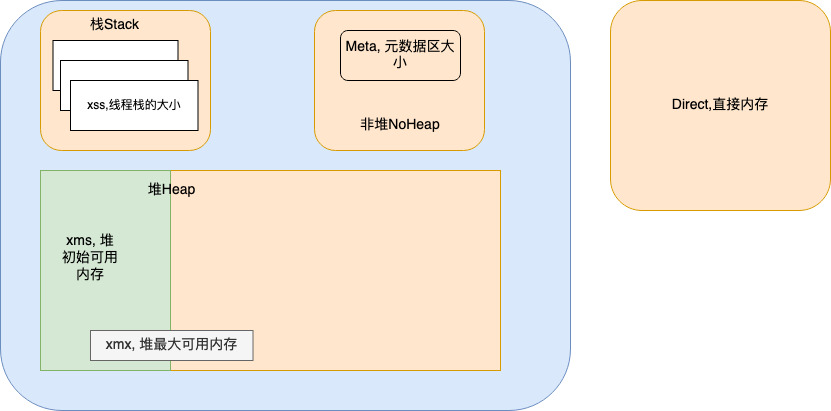 栈Stack
xss,线程栈的大小
Meta, 元数据区大
小
非堆NoHeap
Direct,直接内存
堆Heap
xms, 堆
初始可用
内存
xmx, 堆最大可用内存